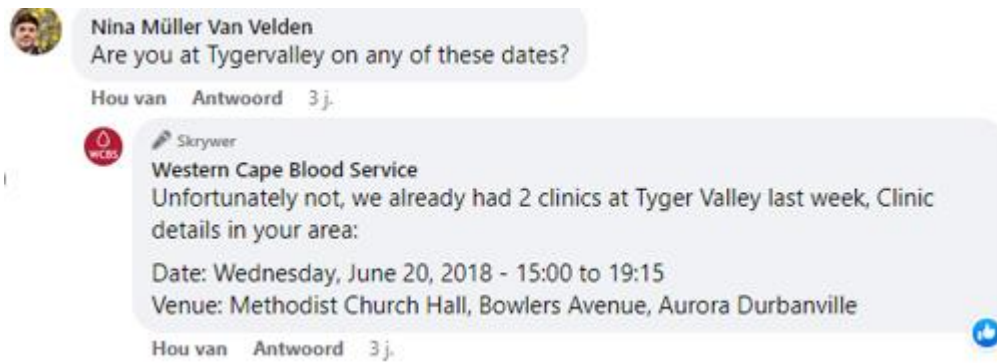 Nina Müller Van Velden
Are you at Tygervalley on any of these dates?
Hou van Antwoord 3 j.
WCBS
Skrywer
Western Cape Blood Service
Unfortunately not, we already had 2 clinics at Tyger Valley last week, Clinic
details in your area:
Date: Wednesday, June 20, 2018 - 15:00 to 19:15
Venue: Methodist Church Hall, Bowlers Avenue, Aurora Durbanville
Hou van Antwoord 3 j.